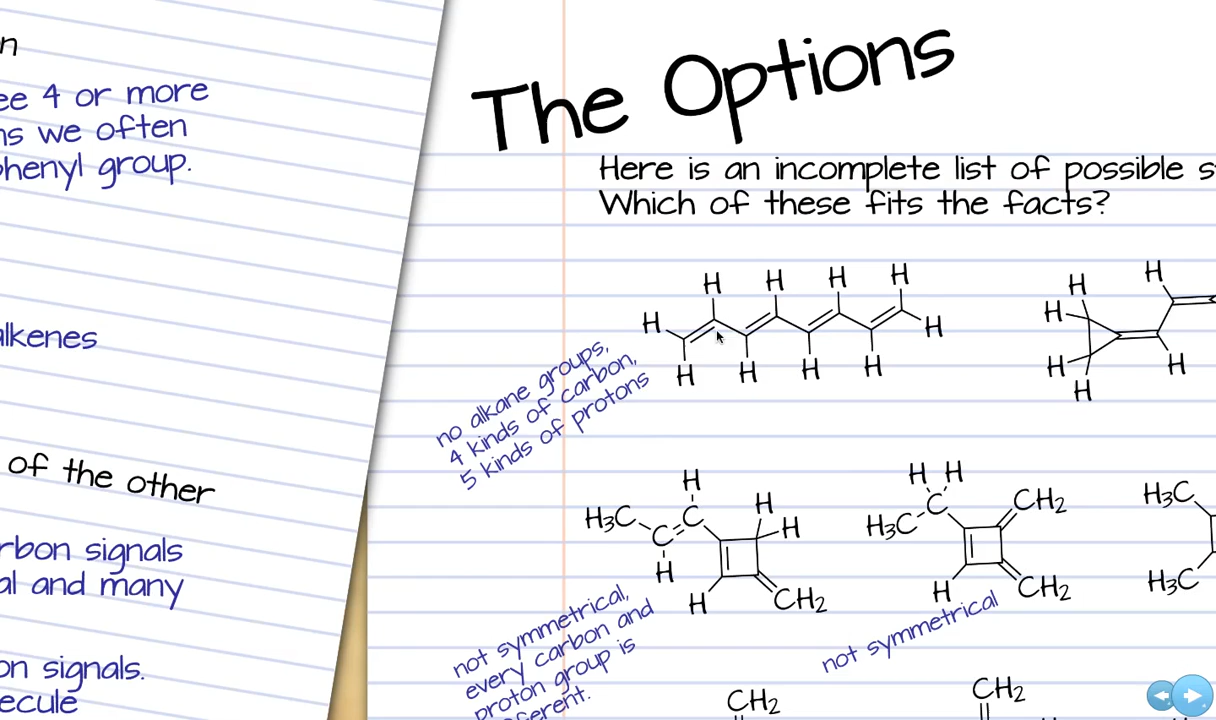 n
ee 4 or more
ns we often
phenyl group.
alkenes
of the other
rbon signals
al and many
on signals.
ecule
The Options
Here is an incomplete list of possible s
Which of these fits the facts?
H H H H
H H
H H H H
no alkane groups,
4 kinds of carbon,
5 kinds of protons
H H
H
H H
H
H
H
H3C C H
C
H
H CH2
not symmetrical,
every carbon and
proton group is
fferent.
H H
C CH2
H3C
H CH2
not symmetrical
H3C
H3C
CH2
CH2